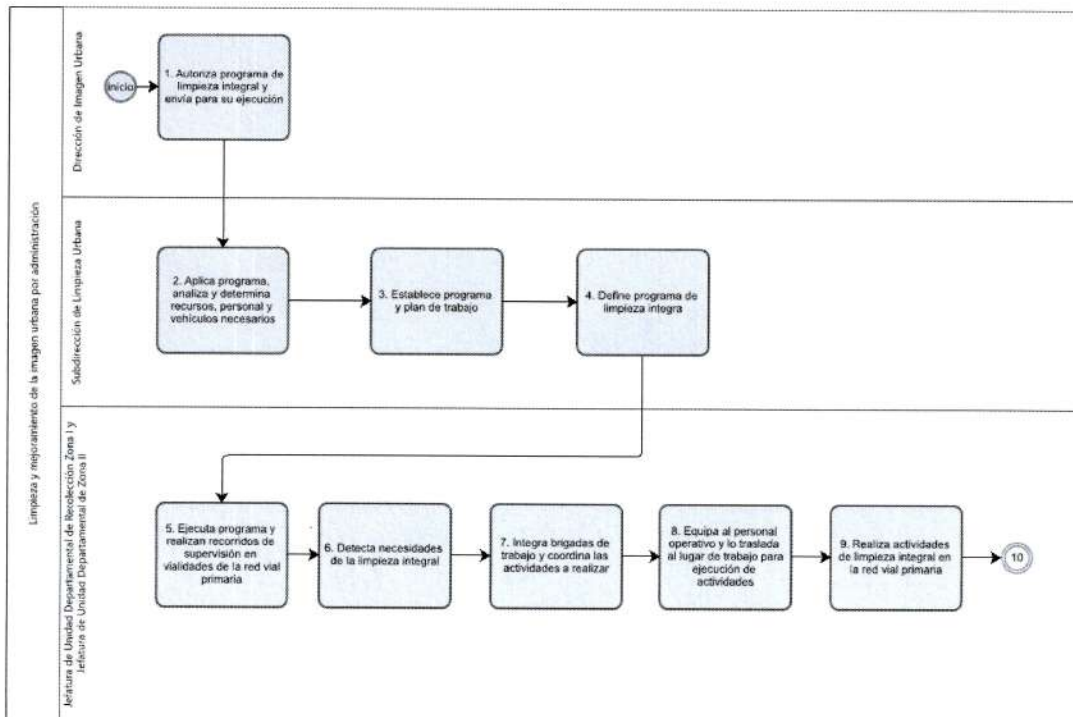 Limpieza y mejoramiento de la imagen urbana por administración
Dirección de Imagen Urbana
inicio
1. Autoriza programa de
limpieza integral y
envía para su ejecución
Subdirección de Limpieza Urbana
2. Aplica programa,
analiza y determina
recursos, personal y
vehículos necesarios
3. Establece programa
y plan de trabajo
4. Define programa de
limpieza integra
Jefatura de Unidad Departamental de Recolección Zona I y
Jefatura de Unidad Departamental de Zona II
5. Ejecuta programa y
realizan recorridos de
supervisión en
vialidades de la red vial
primaria
6. Detecta necesidades
de la limpieza integral
7. Integra brigadas de
trabajo y coordina las
actividades a realizar
8. Equipa al personal
operativo y lo traslada
al lugar de trabajo para
ejecución de
actividades
9. Realiza actividades
de limpieza integral en
la red vial primaria
10